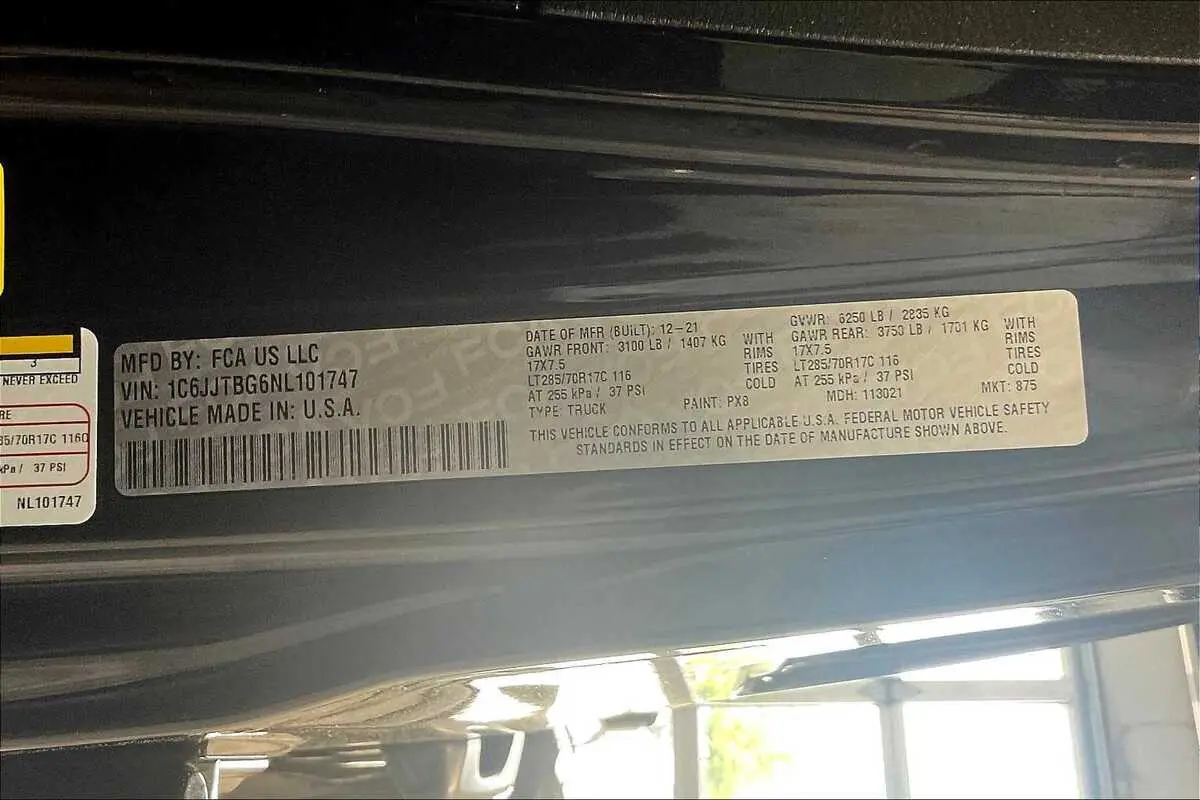 3
NEVER EXCEED
RE
85/70R17C 116Q
kPa / 37 PSI
NL101747
MFD BY: FCA US LLC
VIN: 1C6JJTBG6NL101747
VEHICLE MADE IN: U.S.A.
DATE OF MFR (BUILT): 12-21
GAWR FRONT: 3100 LB / 1407 KG WITH
17X7.5 RIMS
LT285/70R17C 116 TIRES
AT 255 kPa / 37 PSI COLD
TYPE: TRUCK PAINT: PX8
GVWR: 6250 LB / 2835 KG
GAWR REAR: 3750 LB / 1701 KG WITH
17X7.5 RIMS
LT285/70R17C 116 TIRES
AT 255 kPa / 37 PSI COLD
MDH: 113021 MKT: 875
THIS VEHICLE CONFORMS TO ALL APPLICABLE U.S.A. FEDERAL MOTOR VEHICLE SAFETY
STANDARDS IN EFFECT ON THE DATE OF MANUFACTURE SHOWN ABOVE.